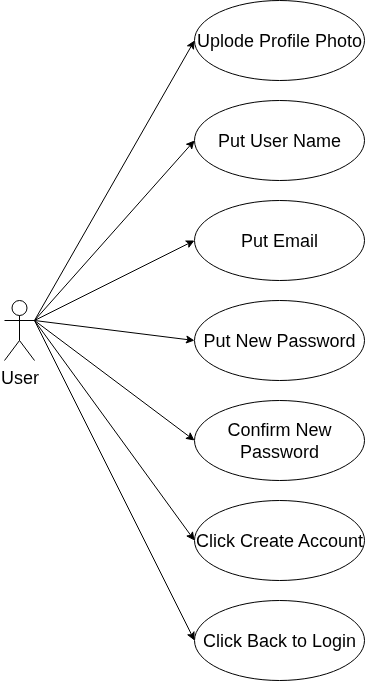 Uplode Profile Photo
Put User Name
Put Email
Put New Password
User
Confirm New
Password
Click Create Account
Click Back to Login